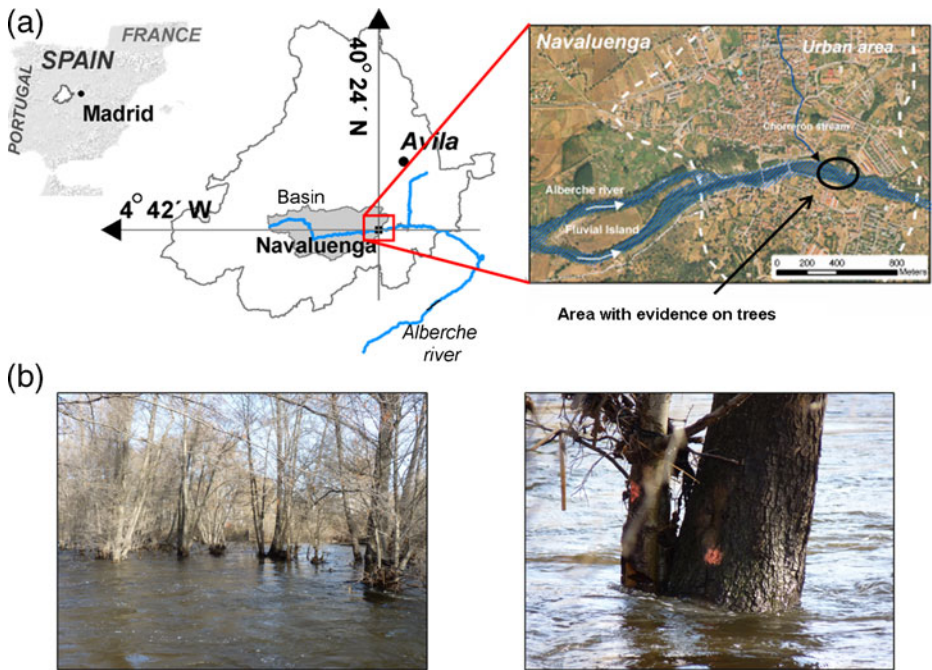 (a)
FRANCE
SPAIN
PORTUGAL
Madrid
40° 24´ N
Avila
4° 42´ W
Basin
Navaluenga
Alberche
river
Navaluenga
Urban area
Chorrerón stream
Alberche river
Fluvial Island
0 200 400 800
Meters
Area with evidence on trees
(b)